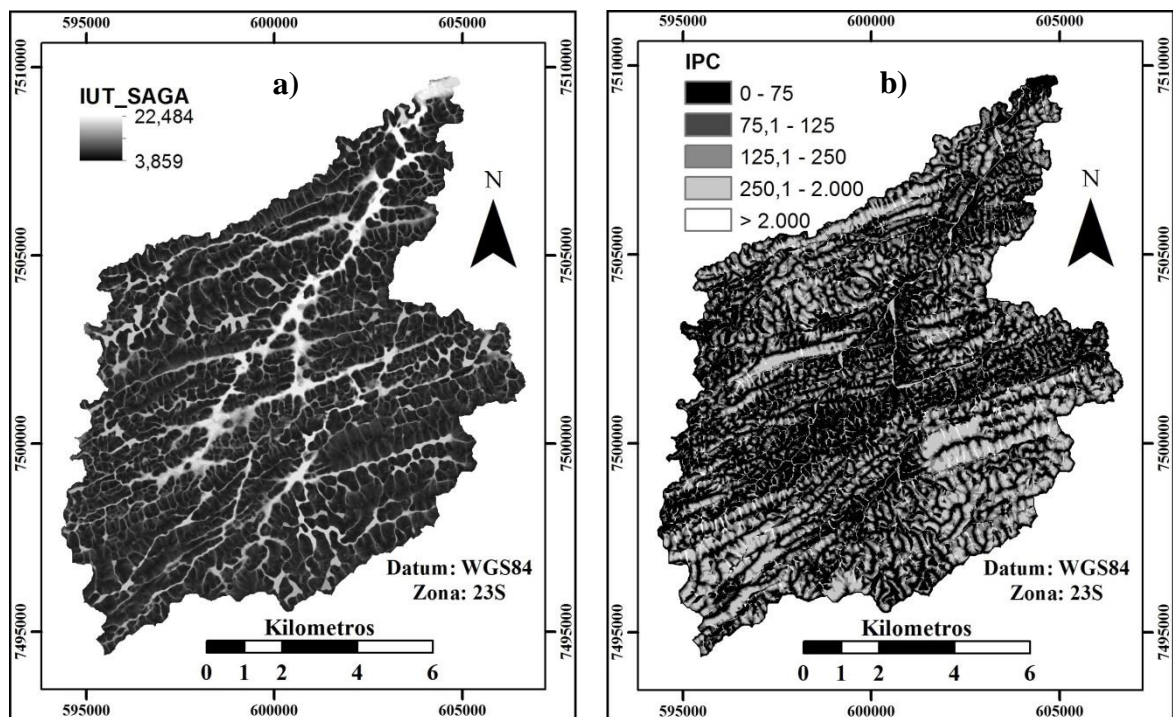 595000 600000 605000
a)
IUT_SAGA
22,484
3,859
N
7510000
7505000
7500000
7495000
7510000
7505000
7500000
7495000
Datum: WGS84
Zona: 23S
Kilometros
0 1 2 4 6
595000 600000 605000
595000 600000 605000
b)
IPC
0 - 75
75,1 - 125
125,1 - 250
250,1 - 2.000
> 2.000
N
7510000
7505000
7500000
7495000
7510000
7505000
7500000
7495000
Datum: WGS84
Zona: 23S
Kilometros
0 1 2 4 6
595000 600000 605000